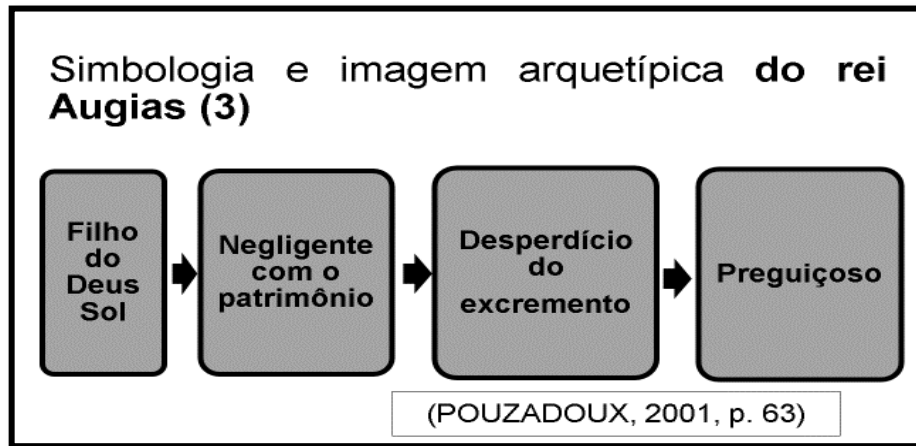 Simbologia e imagem arquetípica do rei
Augias (3)
Filho
do
Deus
Sol
Negligente
com o
patrimônio
Desperdício
do
excremento
Preguiçoso
(POUZADOUX, 2001, p. 63)